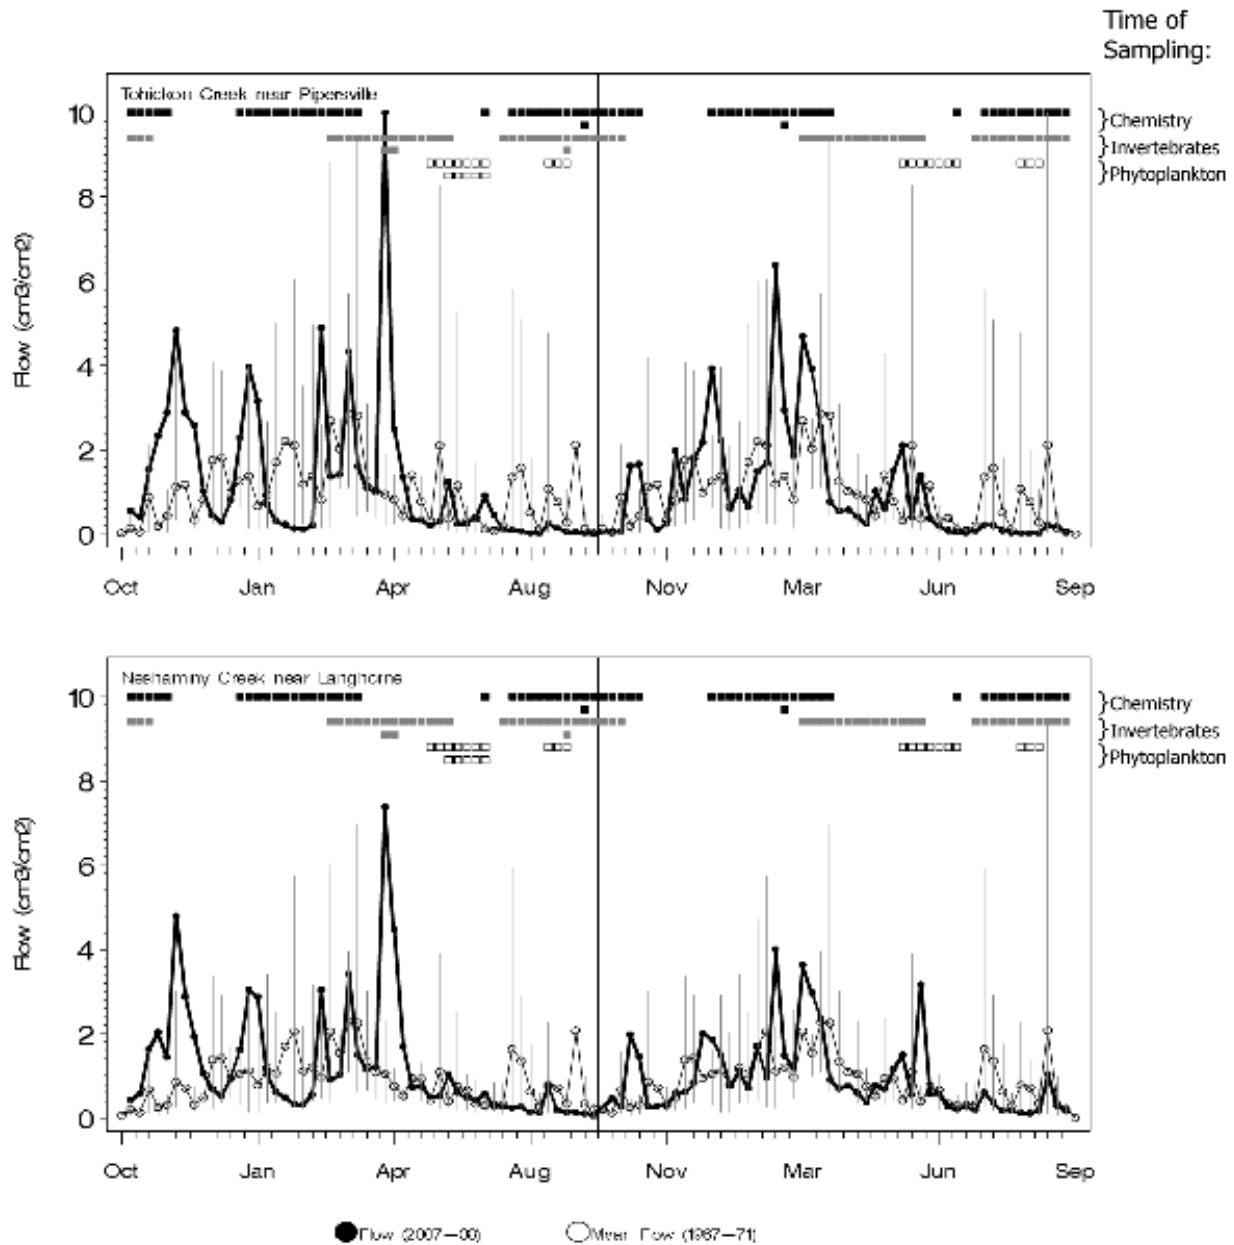 Time of
Sampling:
Tohickon Creek near Pipersville
10
8
6
4
2
0
Flow (cm3/cm2)
}Chemistry
}Invertebrates
}Phytoplankton
Oct Jan Apr Aug Nov Mar Jun Sep
Neshaminy Creek near Langhorne
10
8
6
4
2
0
Flow (cm3/cm2)
}Chemistry
}Invertebrates
}Phytoplankton
Oct Jan Apr Aug Nov Mar Jun Sep
Flow (2007—00) Mean Flow (1967—71)